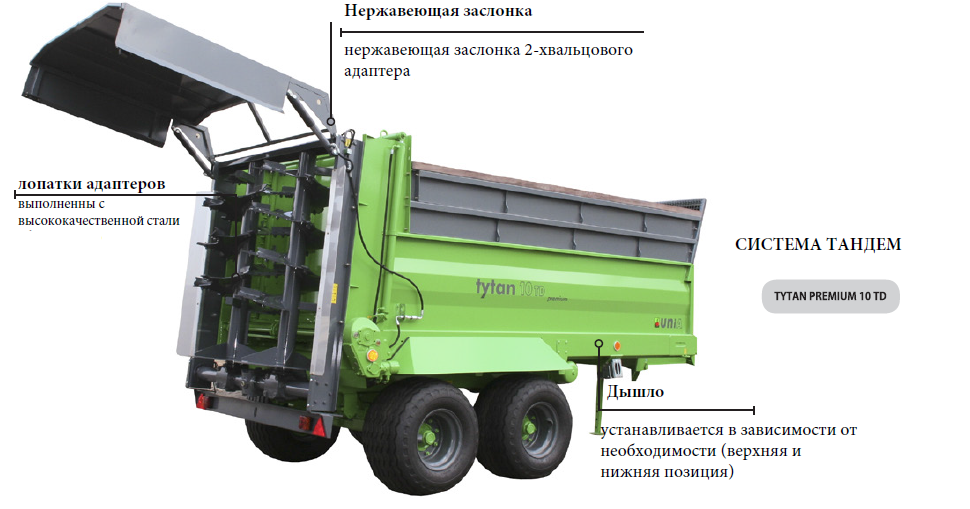 Нержавеющая заслонка
нержавеющая заслонка 2-хвальцового
адаптера
лопатки адаптеров
выполненны с
высококачественной стали
СИСТЕМА ТАНДЕМ
TYTAN PREMIUM 10 TD
tytan 10 TD
premium
UNIA
Дышло
устанавливается в зависимости от
необходимости (верхняя и
нижняя позиция)